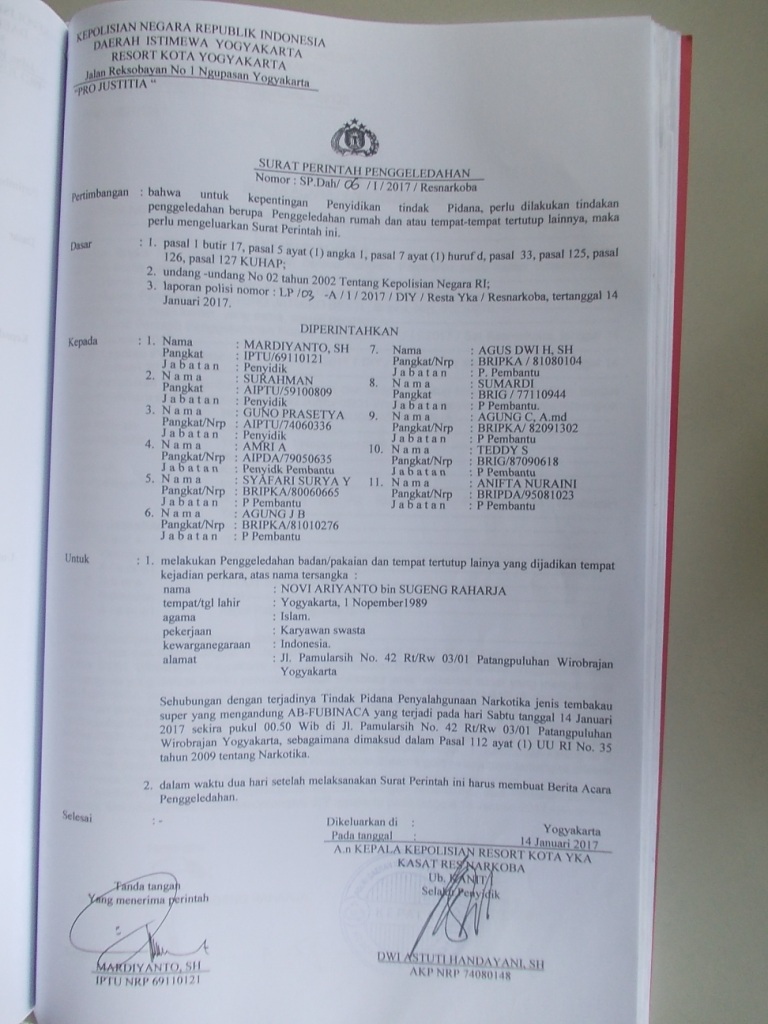 KEPOLISIAN NEGARA REPUBLIK INDONESIA
DAERAH ISTIMEWA YOGYAKARTA
RESORT KOTA YOGYAKARTA
Jalan Reksobayan No 1 Ngupasan Yogyakarta
"PRO JUSTITIA "
SURAT PERINTAH PENGGELEDAHAN
Nomor : SP.Dah/ 06 /1/2017 / Resnarkoba
Pertimbangan : bahwa untuk kepentingan Penyidikan tindak Pidana, perlu dilakukan tindakan
penggeledahan berupa Penggeledahan rumah dan atau tempat-tempat tertutup lainnya, maka
perlu mengeluarkan Surat Perintah ini.
Dasar : 1. pasal 1 butir 17, pasal 5 ayat (1) angka 1, pasal 7 ayat (1) huruf d, pasal 33, pasal 125, pasal
126, pasal 127 KUHAP;
2. undang -undang No 02 tahun 2002 Tentang Kepolisian Negara RI;
3. laporan polisi nomor : LP /03 -A / 1 / 2017 / DIY / Resta Yka / Resnarkoba, tertanggal 14
Januari 2017.
DIPERINTAHKAN
Kepada : 1. Nama : MARDIYANTO, SH
Pangkat : IPTU/69110121
Jabatan : Penyidik
2. Nama : SURAHMAN
Pangkat : AIPTU/59100809
Jabatan : Penyidik
3. Nama : GUNO PRASETYA
Pangkat/Nrp : AIPTU/74060336
Jabatan : Penyidik
4. Nama : AMRI A
Pangkat/Nrp : AIPDA/79050635
Jabatan : Penyidk Pembantu
5. Nama : SYAFARI SURYA Y
Pangkat/Nrp : BRIPKA/80060665
Jabatan : P Pembantu
6. Nama : AGUNG J B
Pangkat/Nrp : BRIPKA/81010276
Jabatan : P Pembantu
7. Nama : AGUS DWI H, SH
Pangkat/Nrp : BRIPKA / 81080104
Jabatan : P. Pembantu
8. Nama : SUMARDI
Pangkat : BRIG / 77110944
Jabatan : P Pembantu.
9. Nama : AGUNG C, A.md
Pangkat/Nrp : BRIPKA/ 82091302
Jabatan : P Pembantu
10. Nama : TEDDY S
Pangkat/Nrp : BRIG/87090618
Jabatan : P Pembantu
11. Nama : ANIFTA NURAINI
Pangkat/Nrp : BRIPDA/95081023
Jabatan : P Pembantu
Untuk : 1. melakukan Penggeledahan badan/pakaian dan tempat tertutup lainya yang dijadikan tempat
kejadian perkara, atas nama tersangka :
nama : NOVI ARIYANTO bin SUGENG RAHARJA
tempat/tgl lahir : Yogyakarta, 1 Nopember1989
agama : Islam.
pekerjaan : Karyawan swasta
kewarganegaraan : Indonesia.
alamat : Jl. Pamularsih No. 42 Rt/Rw 03/01 Patangpuluhan Wirobrajan
Yogyakarta
Sehubungan dengan terjadinya Tindak Pidana Penyalahgunaan Narkotika jenis tembakau
super yang mengandung AB-FUBINACA yang terjadi pada hari Sabtu tanggal 14 Januari
2017 sekira pukul 00.50 Wib di Jl. Pamularsih No. 42 Rt/Rw 03/01 Patangpuluhan
Wirobrajan Yogyakarta, sebagaimana dimaksud dalam Pasal 112 ayat (1) UU RI No. 35
tahun 2009 tentang Narkotika.
2. dalam waktu dua hari setelah melaksanakan Surat Perintah ini harus membuat Berita Acara
Penggeledahan.
Selesai : -
Dikeluarkan di : Yogyakarta
Pada tanggal : 14 Januari 2017
A.n KEPALA KEPOLISIAN RESORT KOTA YKA
KASAT RESNARKOBA
Ub. KANIT
Selaku Penyidik
DWI ASTUTI HANDAYANI, SH
AKP NRP 74080148
Tanda tangan
Yang menerima perintah
MARDIYANTO, SH
IPTU NRP 69110121